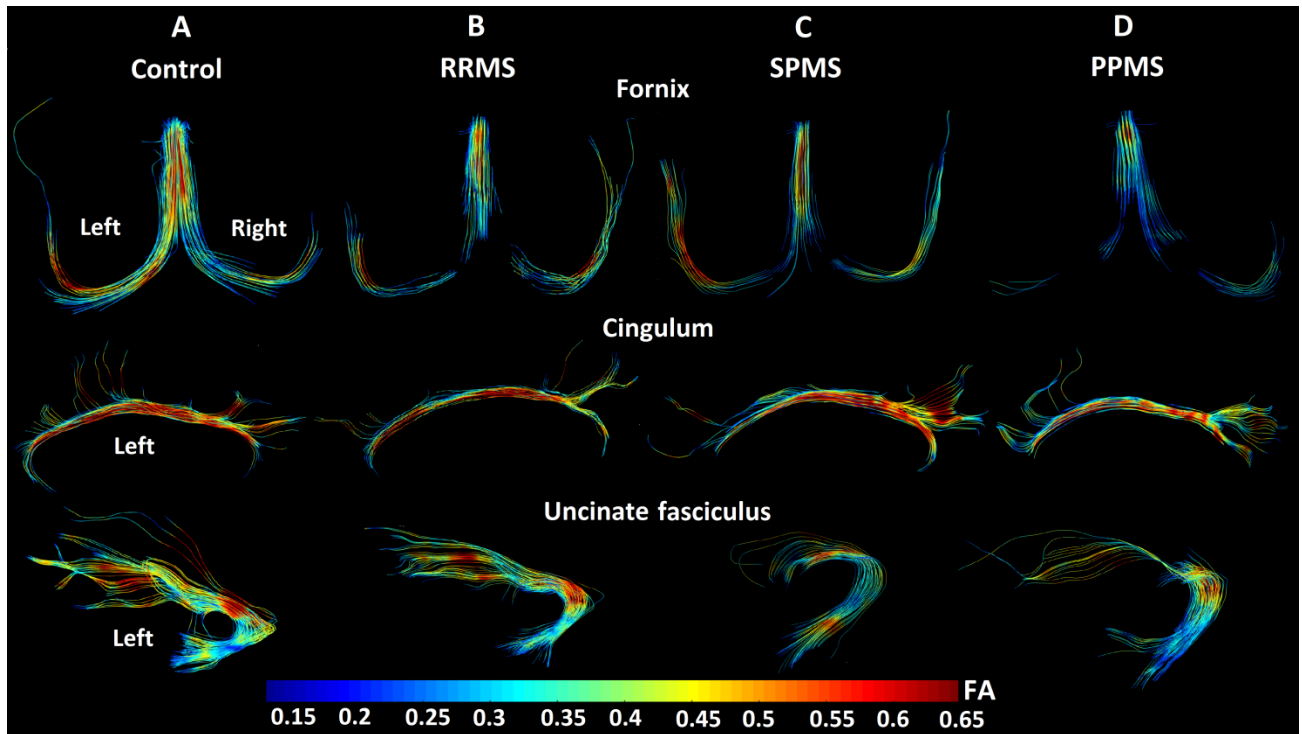 A B C D
Control RRMS SPMS PPMS
Fornix
Left Right
Cingulum
Left
Uncinate fasciculus
Left
FA
0.15 0.2 0.25 0.3 0.35 0.4 0.45 0.5 0.55 0.6 0.65